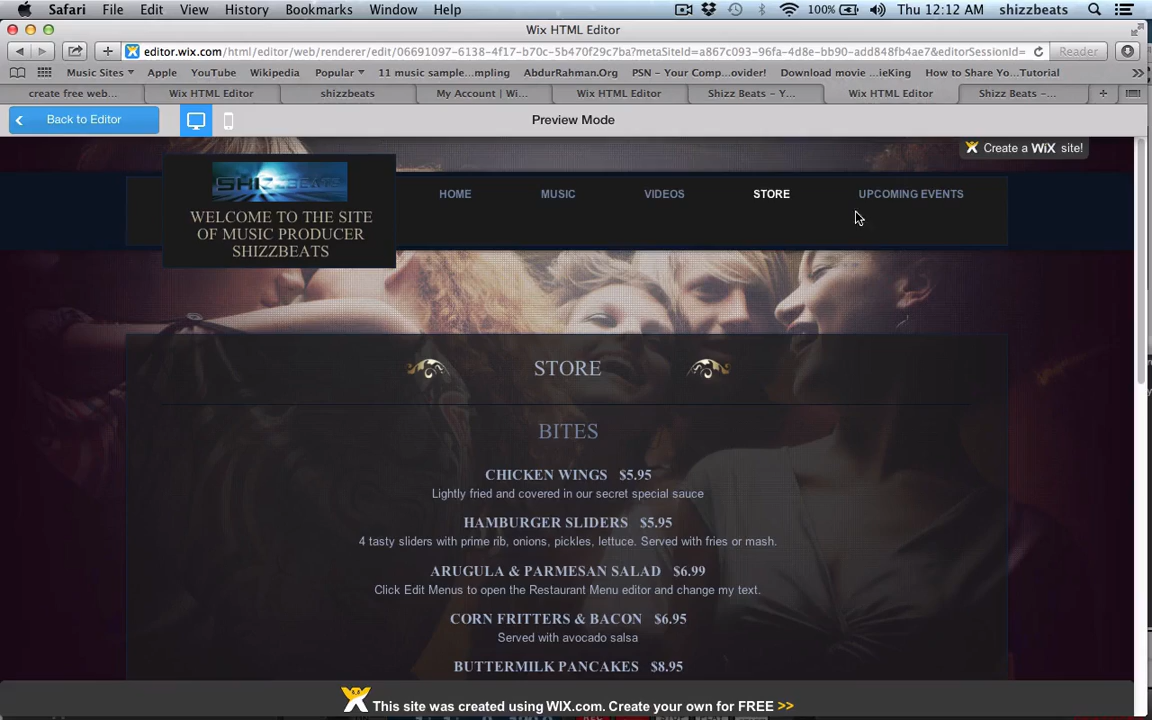 Safari File Edit View History Bookmarks Window Help 100% Thu 12:12 AM shizzbeats
Wix HTML Editor
editor.wix.com/html/editor/web/renderer/edit/06691097-6138-4f17-b70c-5b470f29c7ba?metaSiteId=a867c093-96fa-4d8e-bb90-add848fb4ae7&editorSessionId= Reader
Music Sites Apple YouTube Wikipedia Popular 11 music sample...mpling AbdurRahman.Org PSN - Your Comp...ovider! Download movie ...ieKing How to Share Yo...Tutorial
create free web... Wix HTML Editor shizzbeats My Account | Wi... Wix HTML Editor Shizz Beats – Y... Wix HTML Editor Shizz Beats –...
Back to Editor Preview Mode
Create a WiX site!
SHIZZBEATS
HOME MUSIC VIDEOS STORE UPCOMING EVENTS
WELCOME TO THE SITE
OF MUSIC PRODUCER
SHIZZBEATS
STORE
BITES
CHICKEN WINGS $5.95
Lightly fried and covered in our secret special sauce
HAMBURGER SLIDERS $5.95
4 tasty sliders with prime rib, onions, pickles, lettuce. Served with fries or mash.
ARUGULA & PARMESAN SALAD $6.99
Click Edit Menus to open the Restaurant Menu editor and change my text.
CORN FRITTERS & BACON $6.95
Served with avocado salsa
BUTTERMILK PANCAKES $8.95
This site was created using WIX.com. Create your own for FREE >>